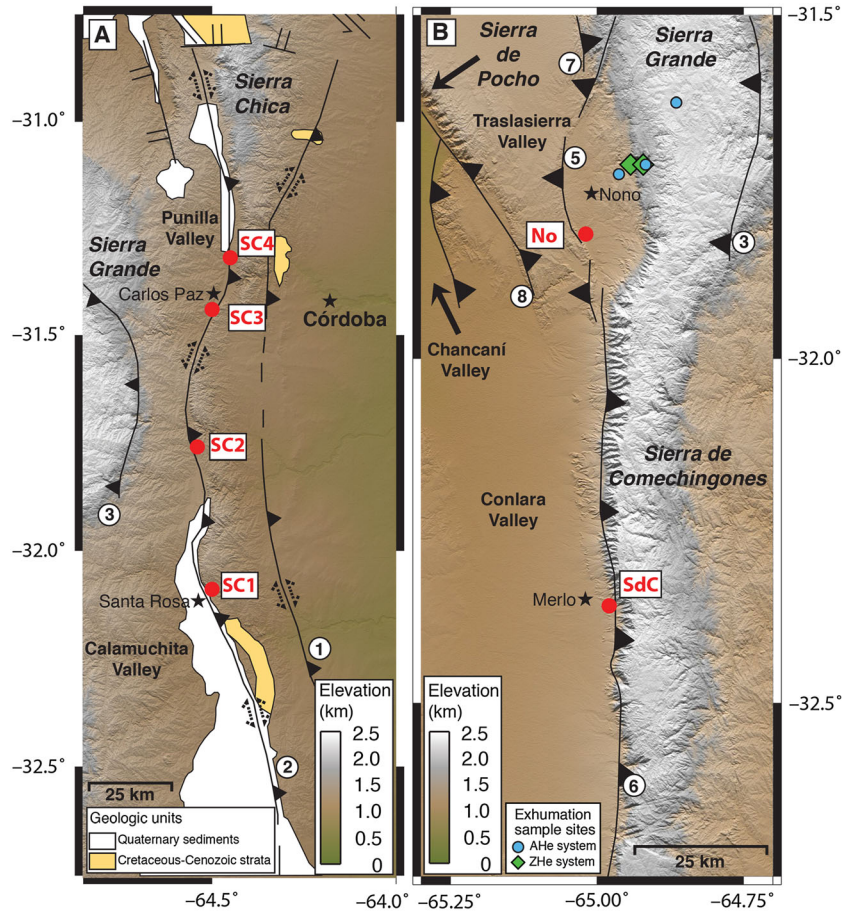 A
Sierra
Chica
−31.0˚
Punilla
Valley
Sierra
Grande
SC4
Carlos Paz
SC3
Córdoba
−31.5˚
SC2
3
−32.0˚
SC1
Santa Rosa
Calamuchita
Valley
1
2
−32.5˚
25 km
Geologic units
Quaternary sediments
Cretaceous-Cenozoic strata
Elevation
(km)
2.5
2.0
1.5
1.0
0.5
0
−64.5˚
−64.0˚
B
Sierra
de
Pocho
7
Sierra
Grande
−31.5˚
Traslasierra
Valley
5
Nono
No
3
8
Chancaní
Valley
−32.0˚
Sierra de
Comechingones
Conlara
Valley
SdC
Merlo
−32.5˚
6
Elevation
(km)
2.5
2.0
1.5
1.0
0.5
0
Exhumation
sample sites
AHe system
ZHe system
25 km
−65.25
−65.00
−64.75